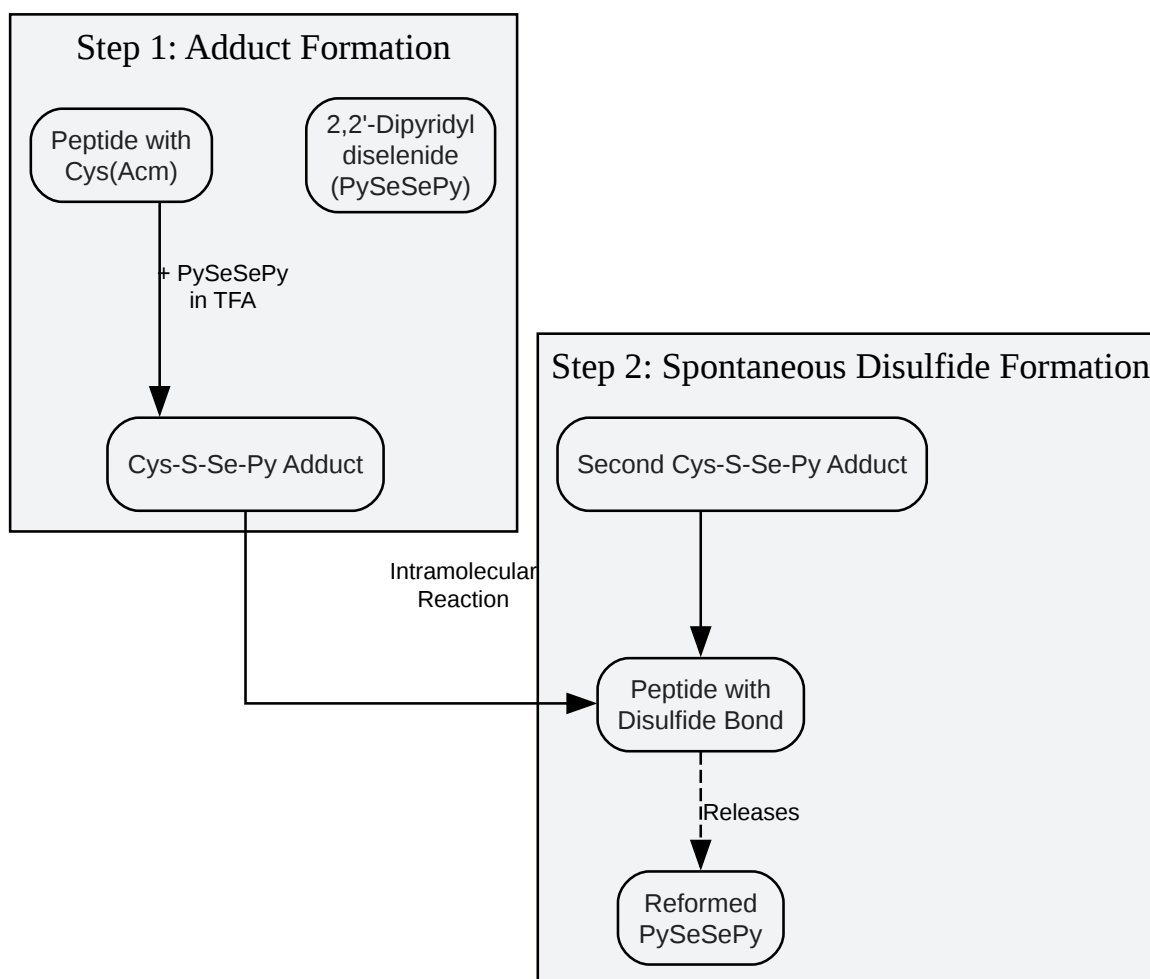 Step 1: Adduct Formation
Peptide with
Cys(Acm)
2,2'-Dipyridyl
diselenide
(PySeSePy)
+ PySeSePy
in TFA
Cys-S-Se-Py Adduct
Intramolecular
Reaction
Step 2: Spontaneous Disulfide Formation
Second Cys-S-Se-Py Adduct
Peptide with
Disulfide Bond
Releases
Reformed
PySeSePy